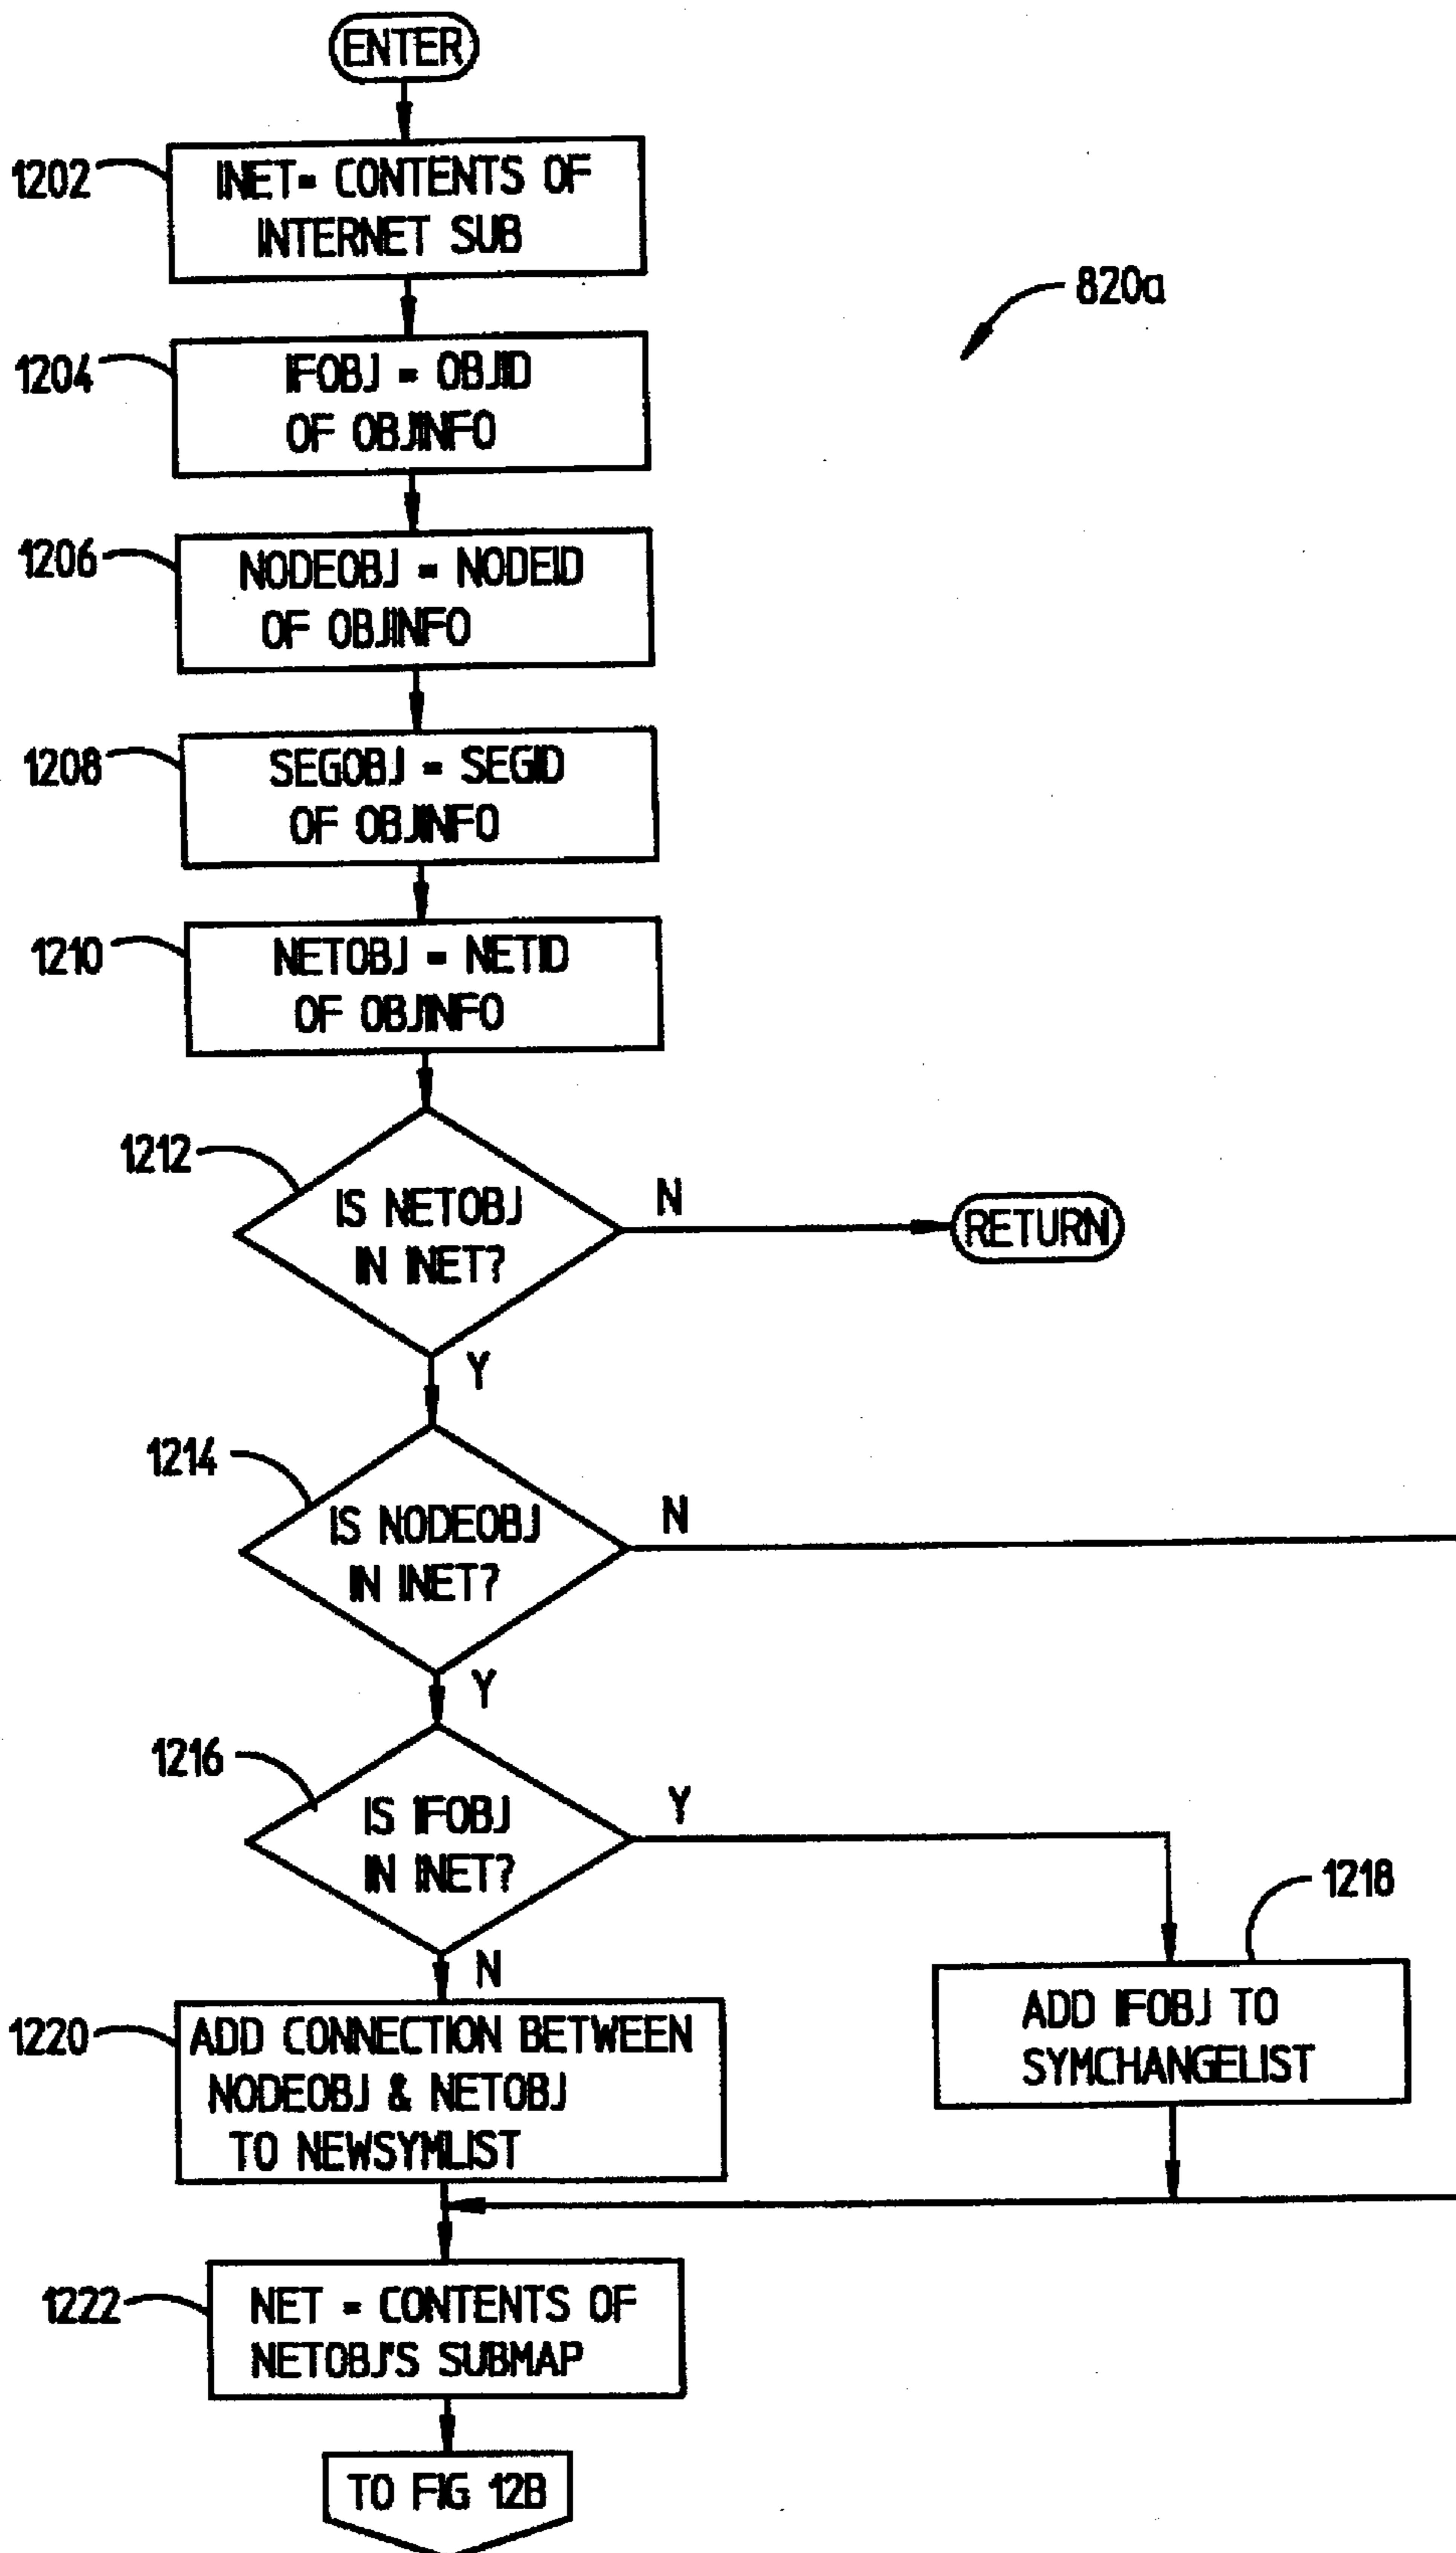 ENTER
1202
INET= CONTENTS OF
INTERNET SUB
820a
1204
IFOBJ = OBJID
OF OBJINFO
1206
NODEOBJ = NODEID
OF OBJINFO
1208
SEGOBJ = SEGID
OF OBJINFO
1210
NETOBJ = NETID
OF OBJINFO
1212
IS NETOBJ
IN INET?
N
RETURN
Y
1214
IS NODEOBJ
IN INET?
N
Y
1216
IS IFOBJ
IN INET?
Y
1218
N
ADD IFOBJ TO
SYMCHANGELIST
1220
ADD CONNECTION BETWEEN
NODEOBJ & NETOBJ
TO NEWSYMLIST
1222
NET = CONTENTS OF
NETOBJ'S SUBMAP
TO FIG 12B